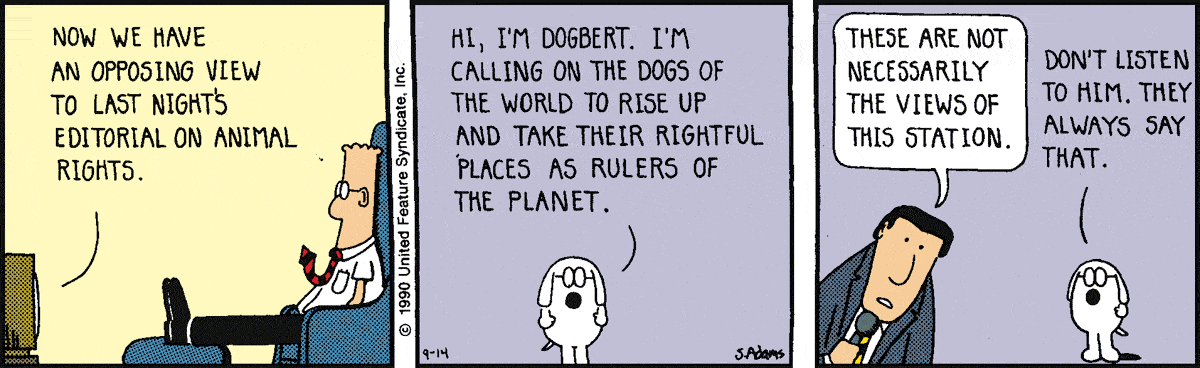 NOW WE HAVE
AN OPPOSING VIEW
TO LAST NIGHT'S
EDITORIAL ON ANIMAL
RIGHTS.
© 1990 United Feature Syndicate, Inc.
HI, I'M DOGBERT. I'M
CALLING ON THE DOGS OF
THE WORLD TO RISE UP
AND TAKE THEIR RIGHTFUL
PLACES AS RULERS OF
THE PLANET.
9-14
S.Adams
THESE ARE NOT
NECESSARILY
THE VIEWS OF
THIS STATION.
DON'T LISTEN
TO HIM. THEY
ALWAYS SAY
THAT.